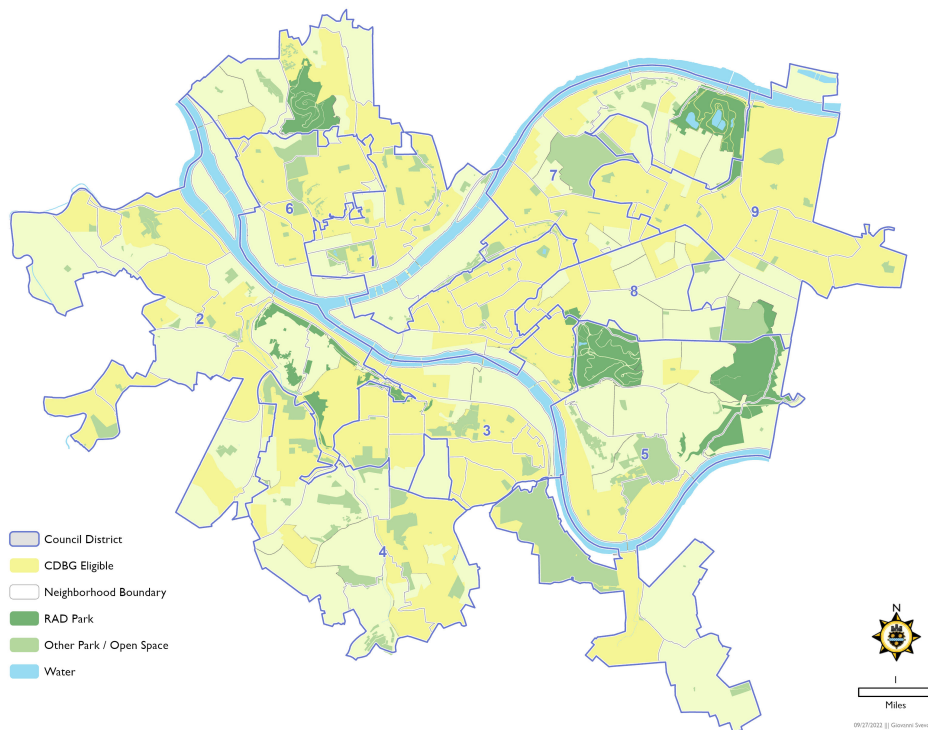 7
9
6
1
8
2
3
5
4
Council District
CDBG Eligible
Neighborhood Boundary
RAD Park
Other Park / Open Space
Water
N
1
Miles
09/27/2022 || Giovanni